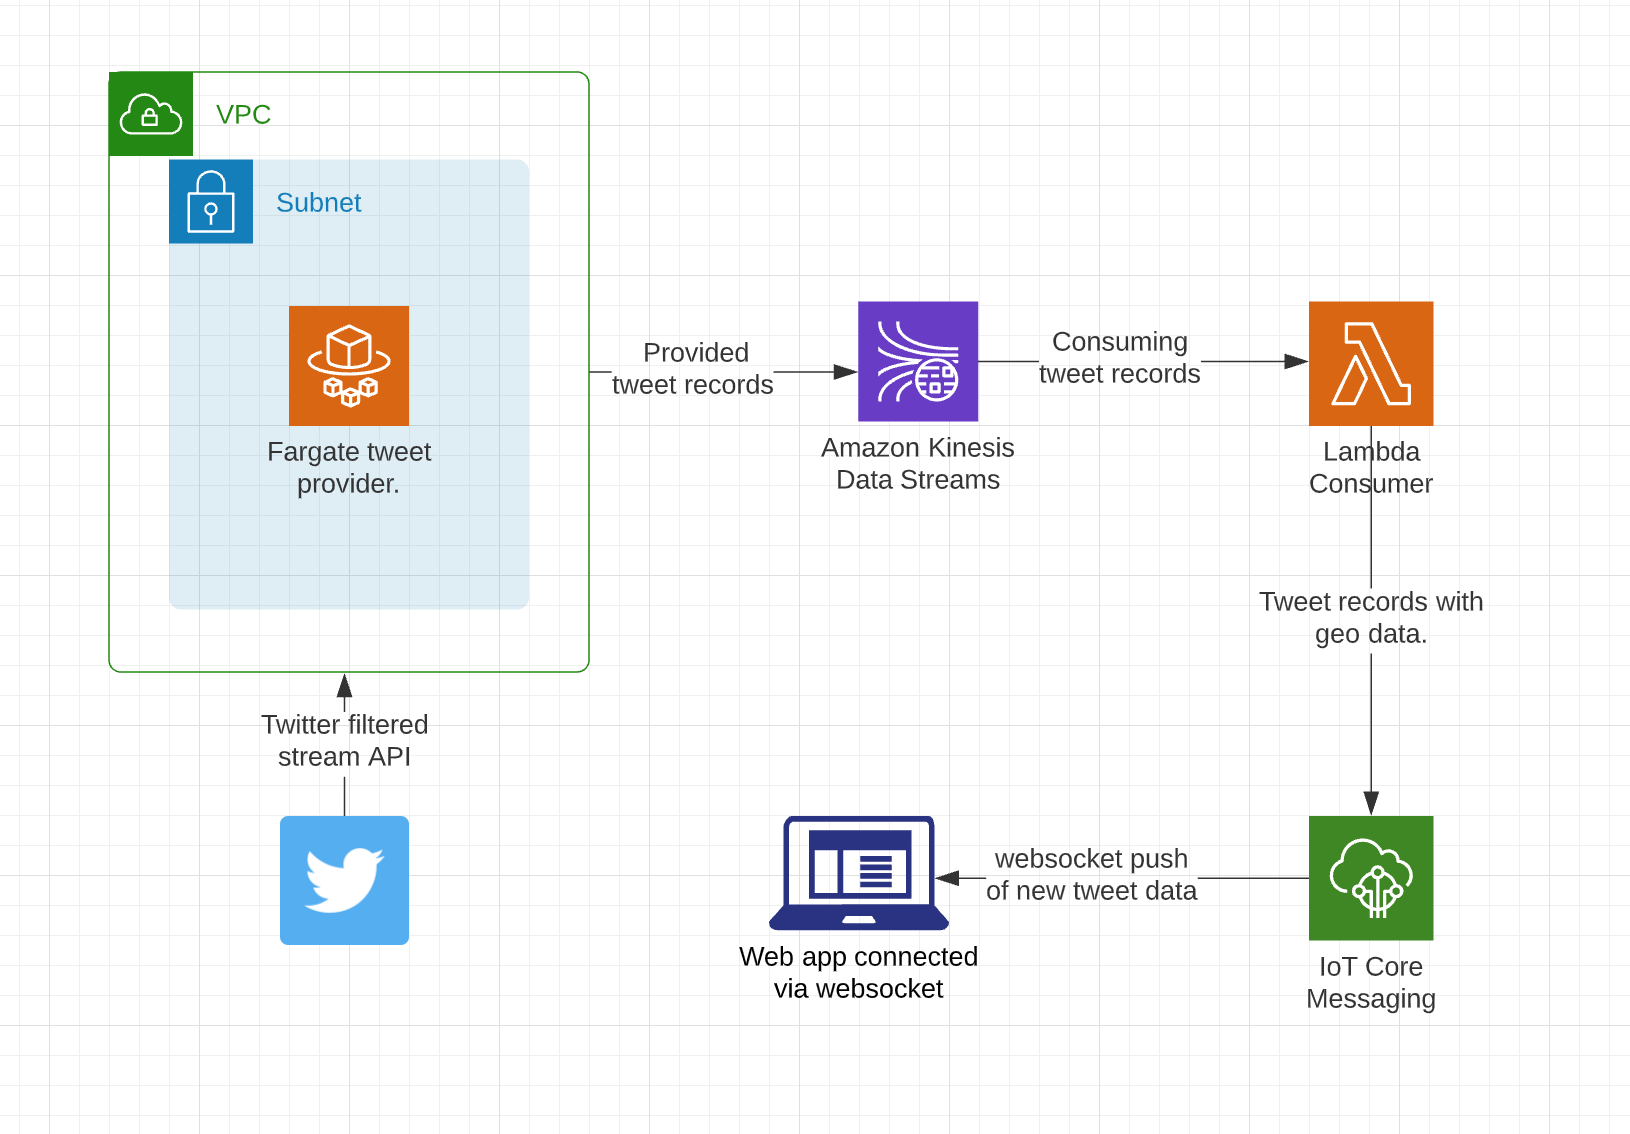 VPC
Subnet
Fargate tweet
provider.
Provided
tweet records
Amazon Kinesis
Data Streams
Consuming
tweet records
Lambda
Consumer
Tweet records with
geo data.
Twitter filtered
stream API
websocket push
of new tweet data
Web app connected
via websocket
IoT Core
Messaging